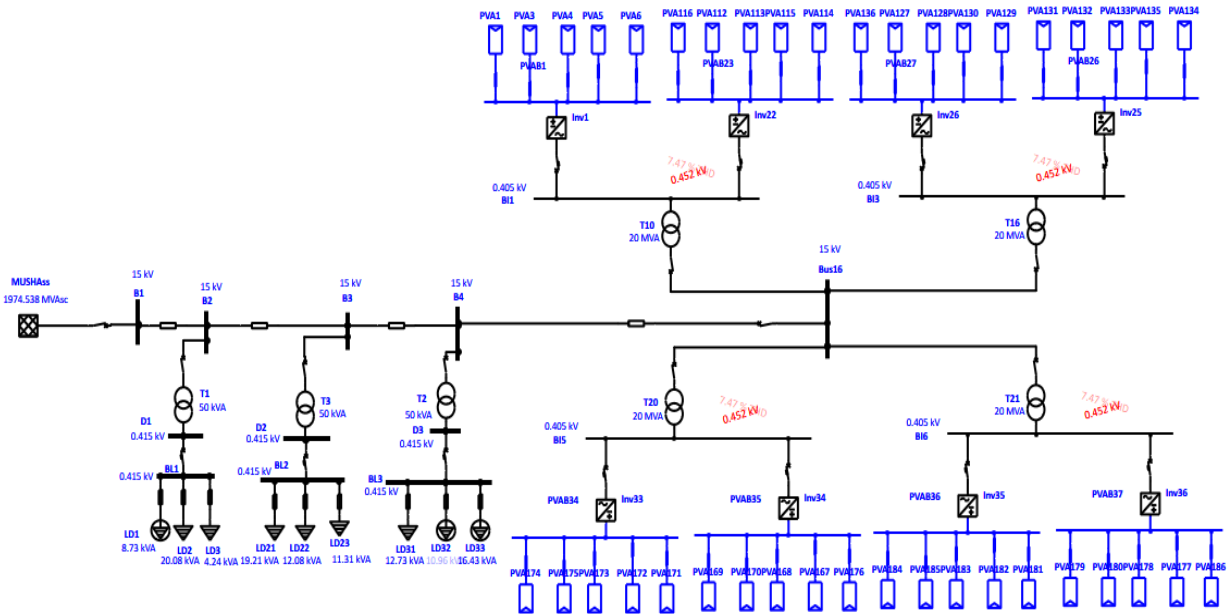 PVA1 PVA3 PVA4 PVA5 PVA6 PVA116 PVA112 PVA113 PVA115 PVA114 PVA136 PVA127 PVA128 PVA130 PVA129 PVA131 PVA132 PVA133 PVA135 PVA134
PVAB1 PVAB23 PVAB27 PVAB26
Inv1 Inv22 Inv26 Inv25
7.47 % 7.47 %
0.452 kV 0.452 kV
0.405 kV 0.405 kV
BI1 BI3
T10 T16
20 MVA 20 MVA
15 kV
Bus16
MUSHAss
1974.538 MVAsc
15 kV 15 kV 15 kV 15 kV
B1 B2 B3 B4
T1 T3 T2
50 kVA 50 kVA 50 kVA
D1 D2 D3
0.415 kV 0.415 kV 0.415 kV
BL1 BL2 BL3
0.415 kV 0.415 kV 0.415 kV
LD1 LD2 LD3 LD21 LD22 LD23 LD31 LD32 LD33
8.73 kVA 20.08 kVA 4.24 kVA 19.21 kVA 12.08 kVA 11.31 kVA 12.73 kVA 10.96 kVA 16.43 kVA
T20 T21
20 MVA 20 MVA
7.47 % 7.47 %
0.452 kV 0.452 kV
0.405 kV 0.405 kV
BI5 BI6
PVAB34 Inv33 PVAB35 Inv34 PVAB36 Inv35 PVAB37 Inv36
PVA174 PVA175 PVA173 PVA172 PVA171 PVA169 PVA170 PVA168 PVA167 PVA176 PVA184 PVA185 PVA183 PVA182 PVA181 PVA179 PVA180 PVA178 PVA177 PVA186